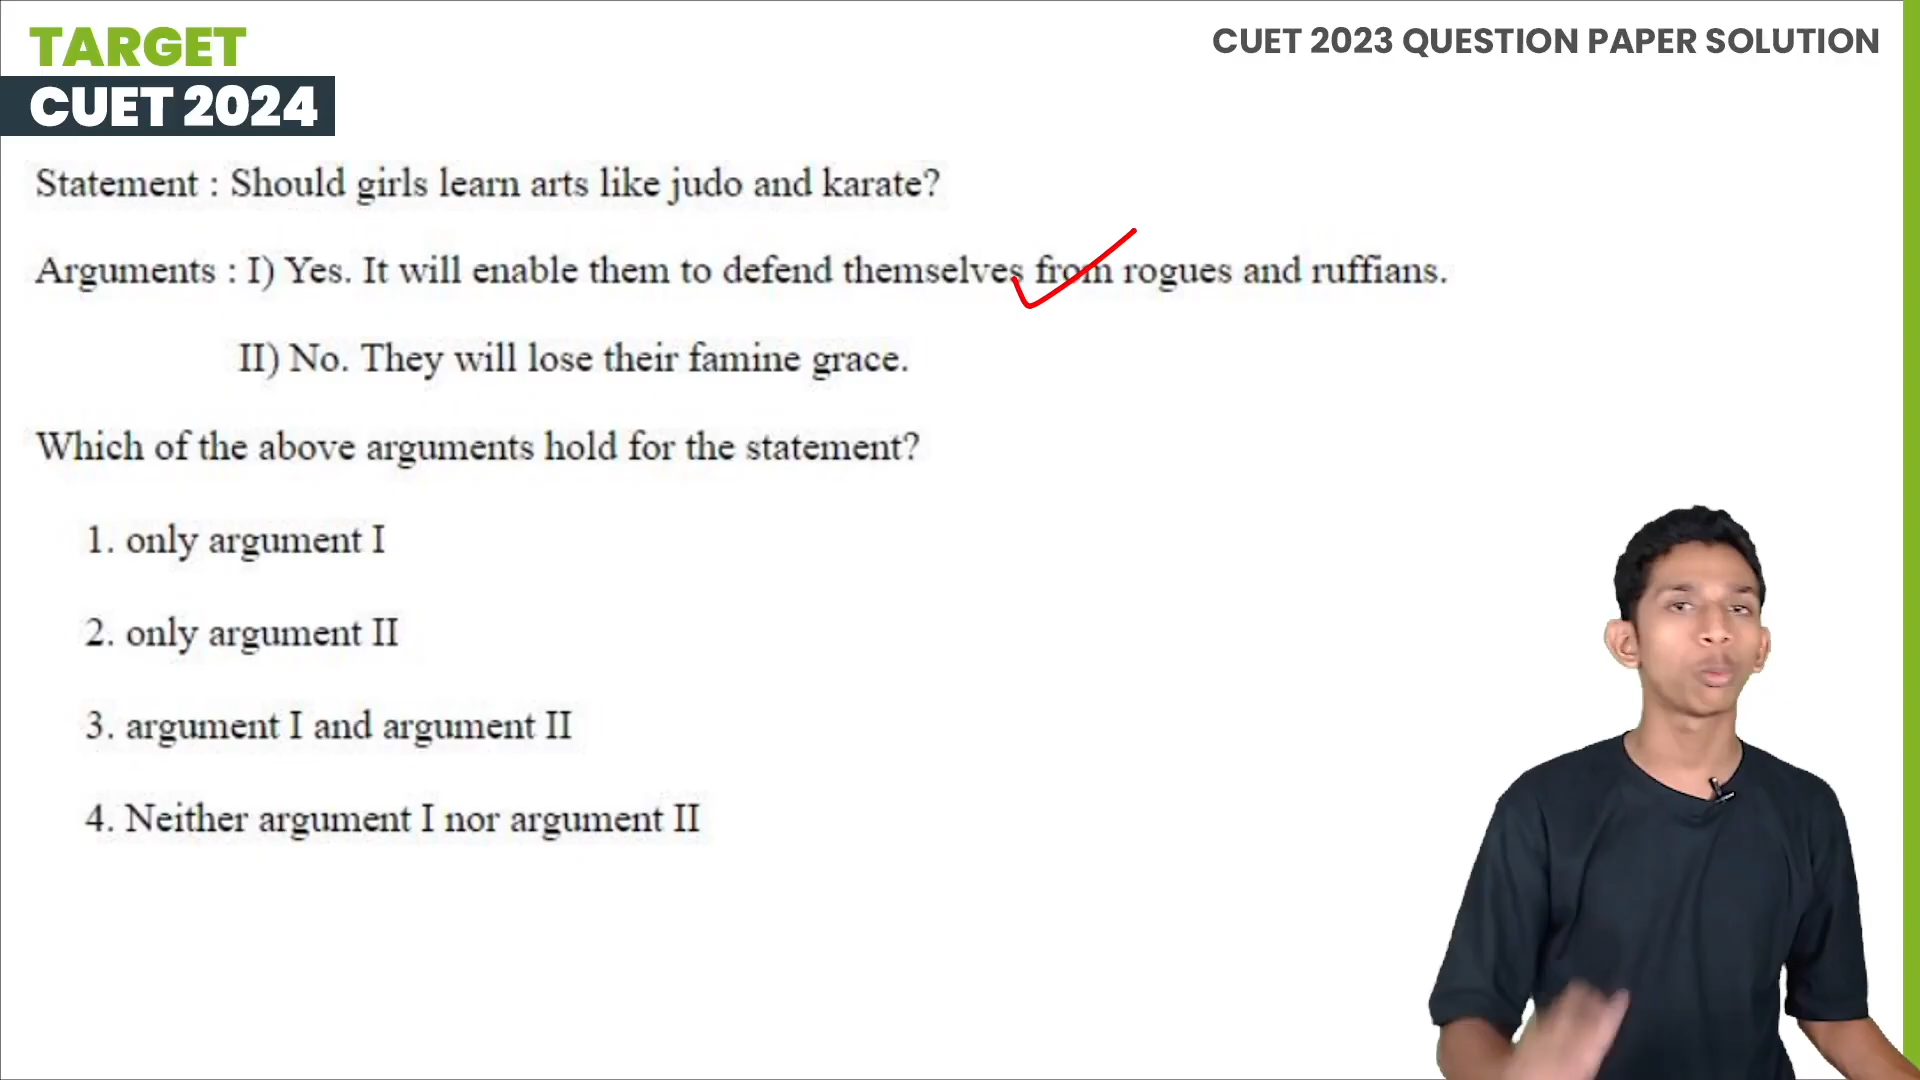 TARGET
CUET 2024
CUET 2023 QUESTION PAPER SOLUTION
Statement : Should girls learn arts like judo and karate?
Arguments : I) Yes. It will enable them to defend themselves from rogues and ruffians.
II) No. They will lose their famine grace.
Which of the above arguments hold for the statement?
1. only argument I
2. only argument II
3. argument I and argument II
4. Neither argument I nor argument II